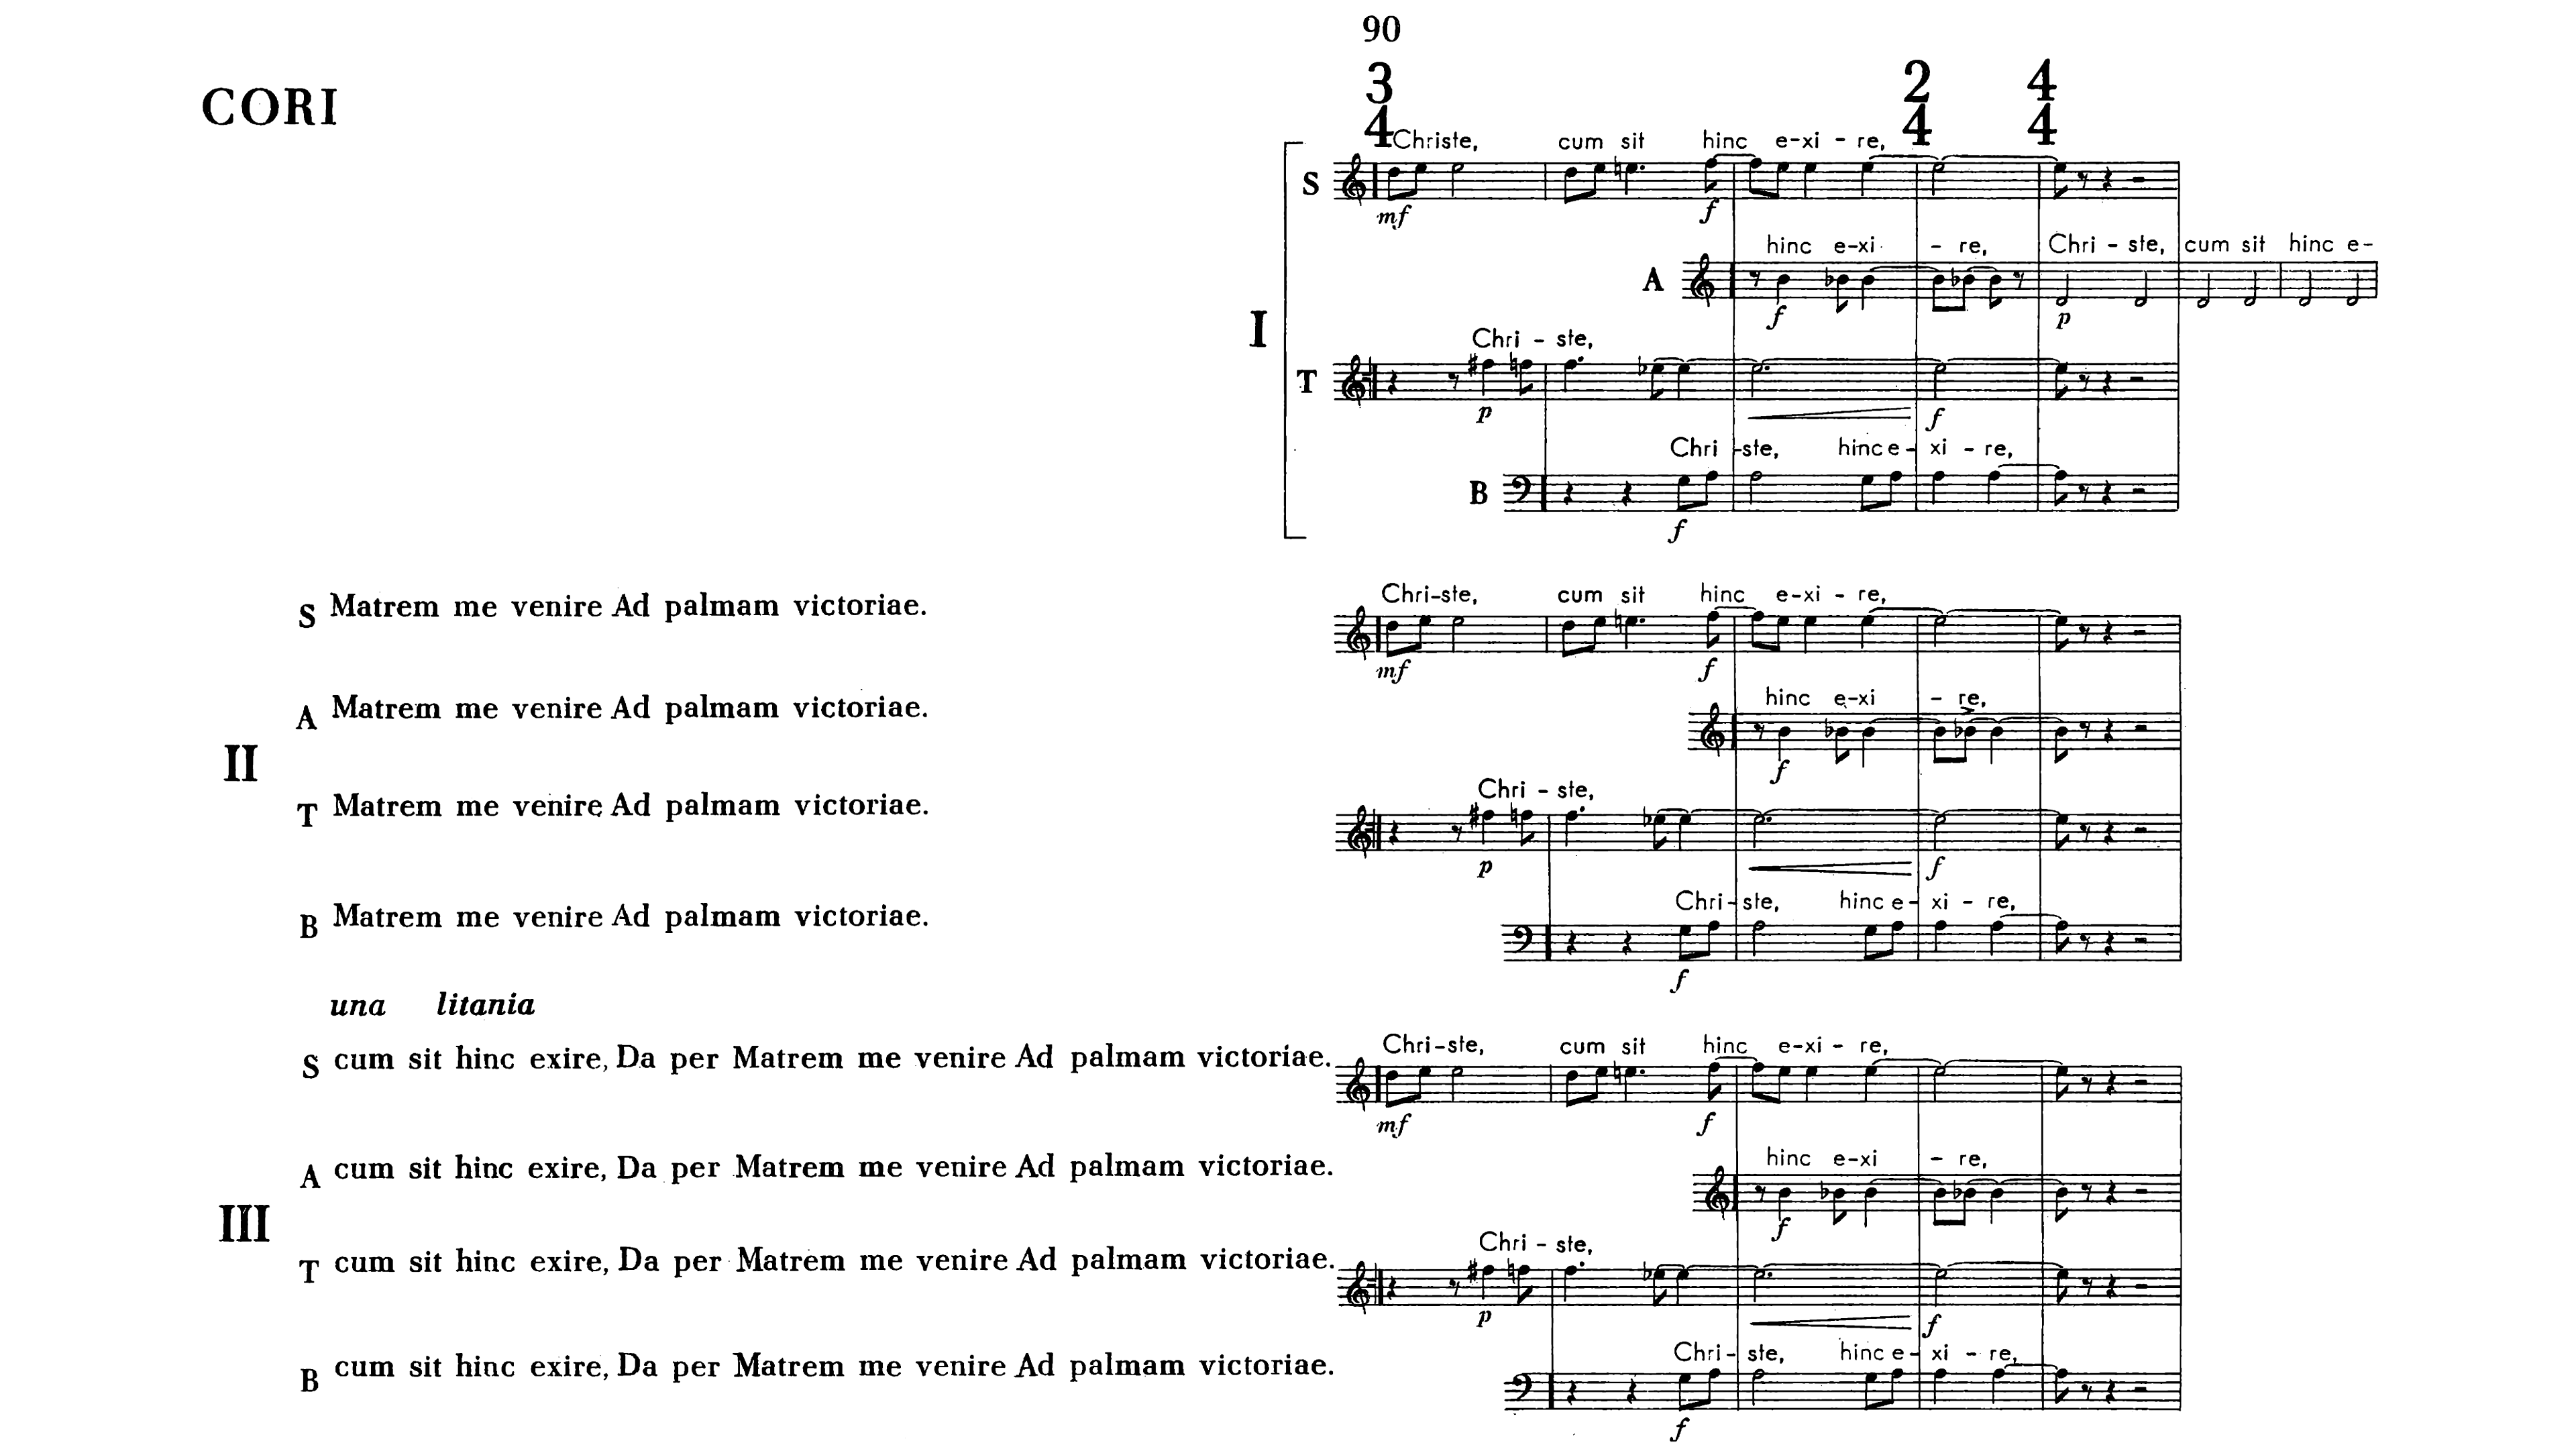 90
CORI
3
4
2
4
4
4
Christe, cum sit hinc e-xi - re,
S
mf f
hinc e-xi - re, Chri - ste, cum sit hinc e-
A
f p
I
Chri - ste,
T
p f
Chri -ste, hinc e- xi - re,
B
f
Chri-ste, cum sit hinc e-xi - re,
S Matrem me venire Ad palmam victoriae.
mf f
hinc e-xi - re,
A Matrem me venire Ad palmam victoriae.
f
II
Chri - ste,
T Matrem me venire Ad palmam victoriae.
p f
Chri-ste, hinc e- xi - re,
B Matrem me venire Ad palmam victoriae.
f
una litania
Chri-ste, cum sit hinc e-xi - re,
S cum sit hinc exire, Da per Matrem me venire Ad palmam victoriae.
mf f
hinc e-xi - re,
A cum sit hinc exire, Da per Matrem me venire Ad palmam victoriae.
f
III
Chri - ste,
T cum sit hinc exire, Da per Matrem me venire Ad palmam victoriae.
p f
Chri- ste, hinc e- xi - re,
B cum sit hinc exire, Da per Matrem me venire Ad palmam victoriae.
f